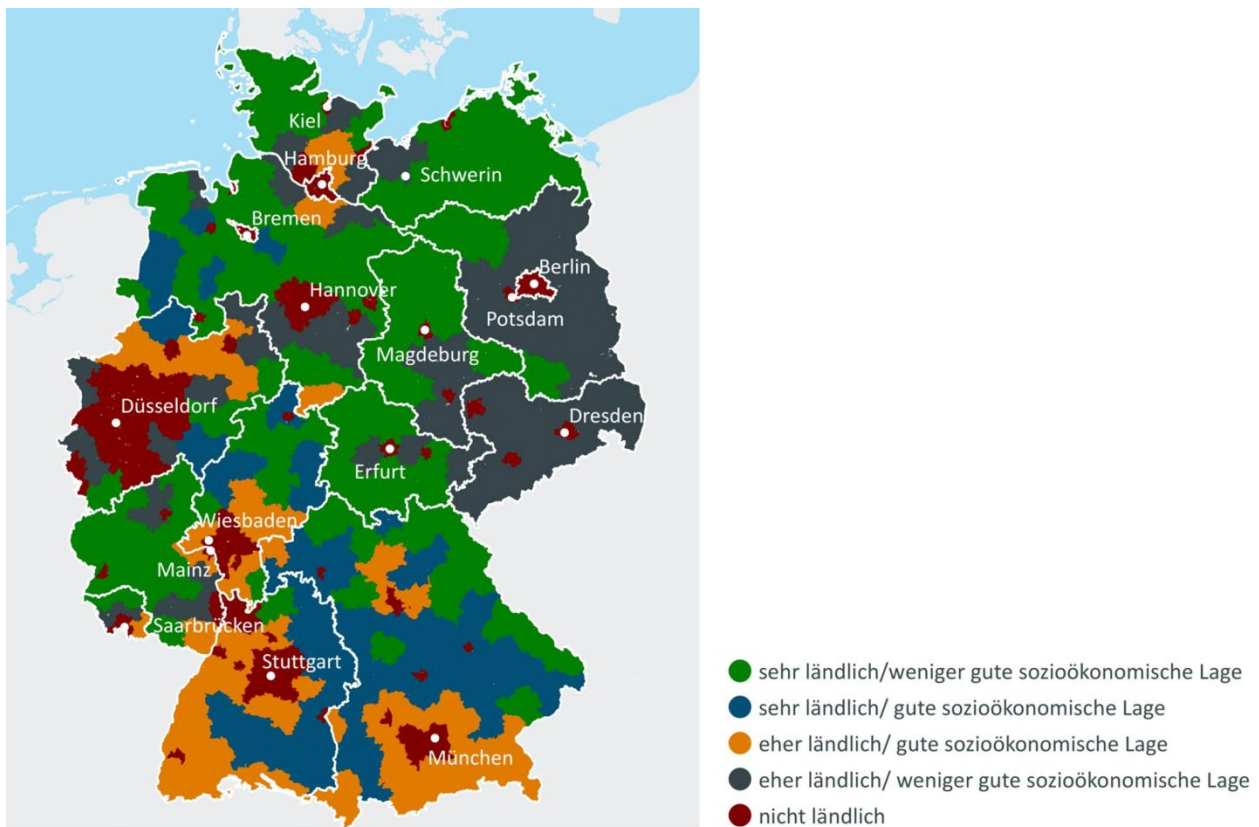 Kiel
Hamburg
Schwerin
Bremen
Berlin
Hannover
Potsdam
Magdeburg
Düsseldorf
Dresden
Erfurt
Wiesbaden
Mainz
Saarbrücken
Stuttgart
München
sehr ländlich/weniger gute sozioökonomische Lage
sehr ländlich/ gute sozioökonomische Lage
eher ländlich/ gute sozioökonomische Lage
eher ländlich/ weniger gute sozioökonomische Lage
nicht ländlich